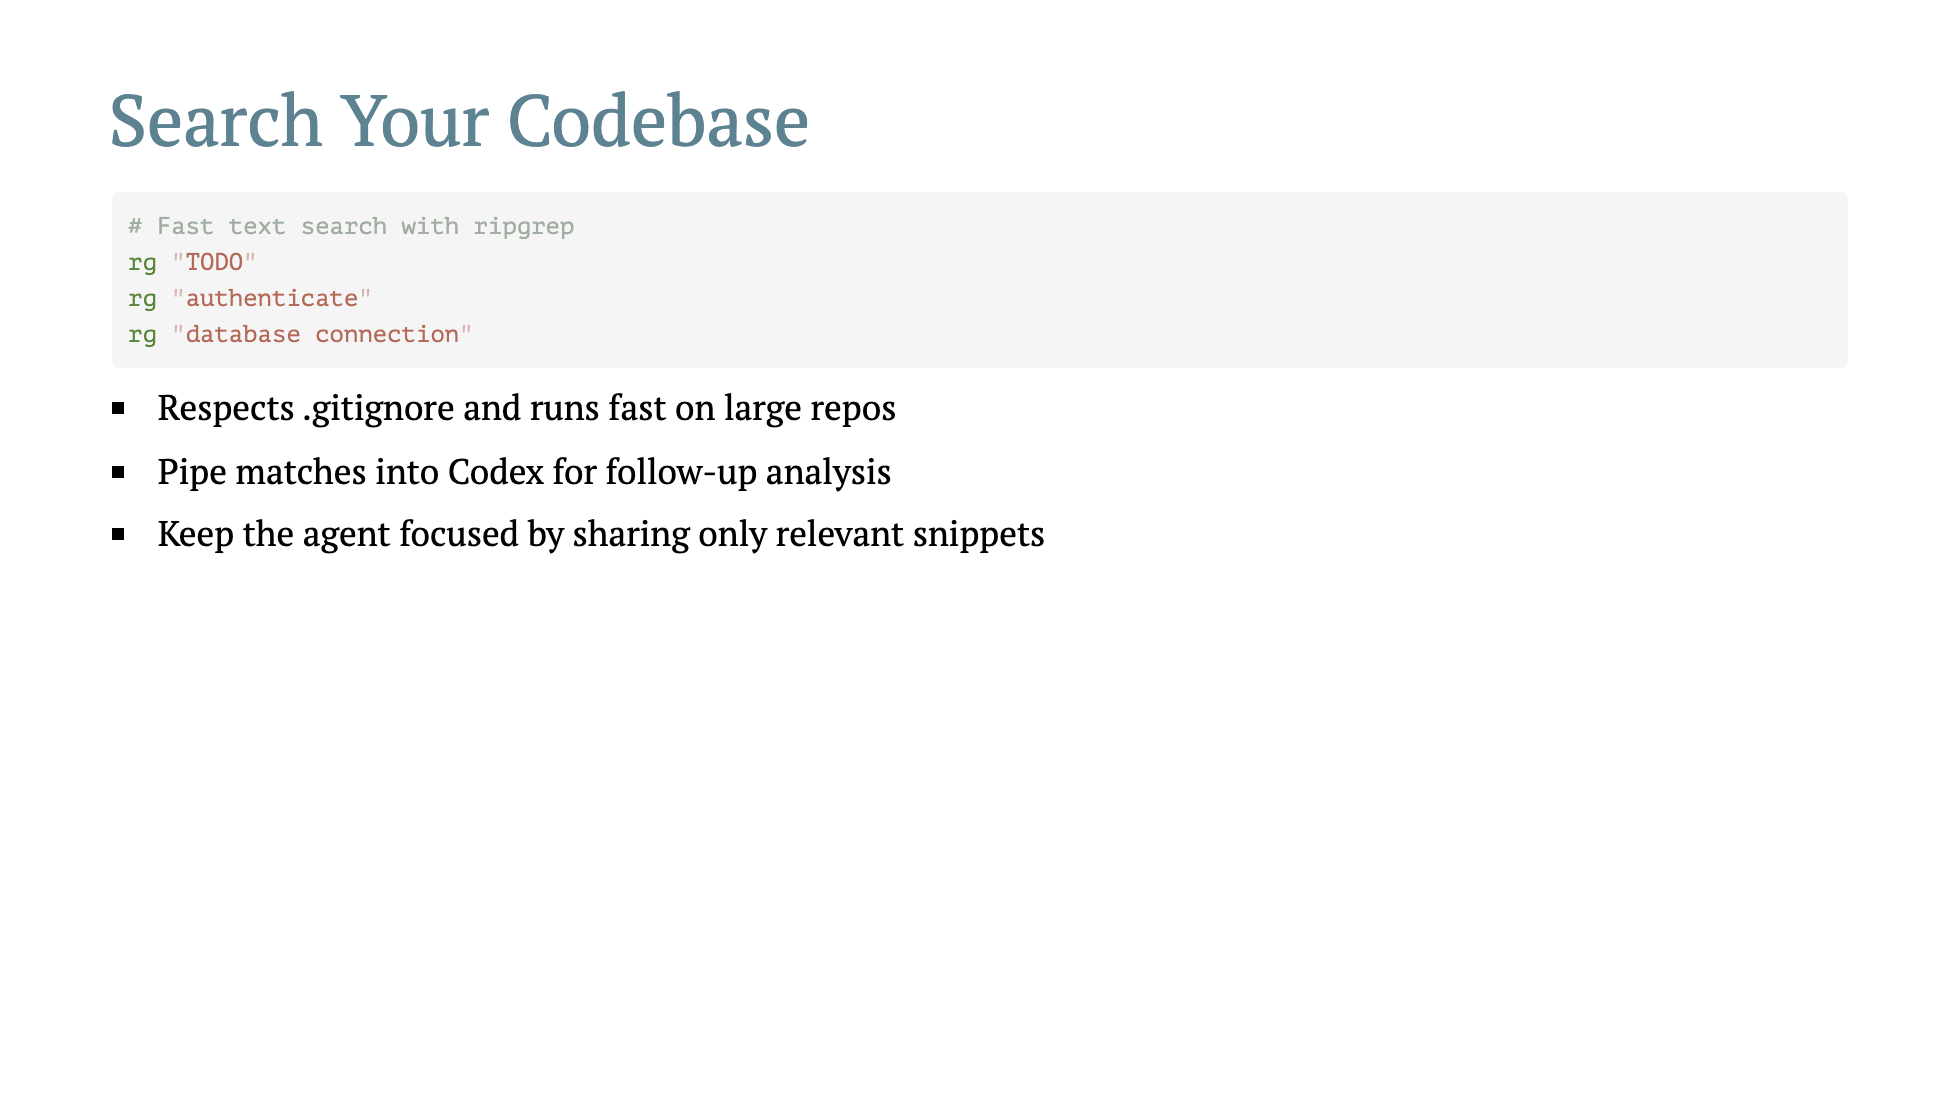 Search Your Codebase
# Fast text search with ripgrep
rg "TODO"
rg "authenticate"
rg "database connection"
Respects .gitignore and runs fast on large repos
Pipe matches into Codex for follow-up analysis
Keep the agent focused by sharing only relevant snippets